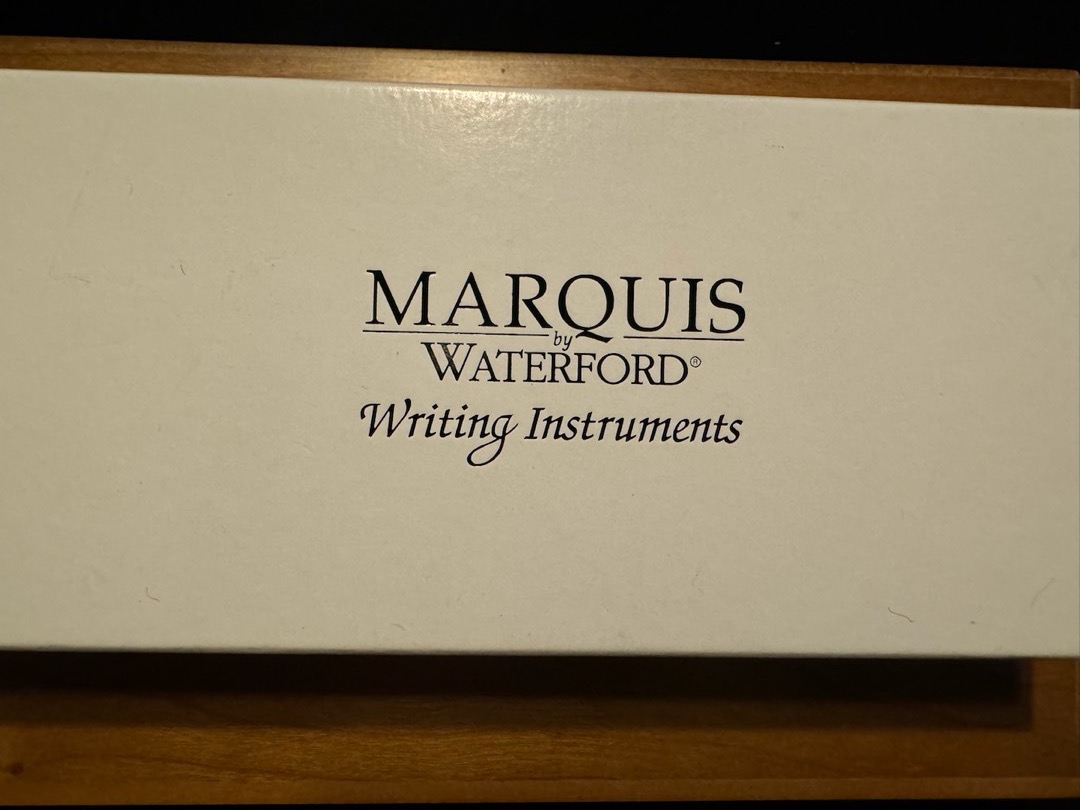 MARQUIS
by
WATERFORD®
Writing Instruments